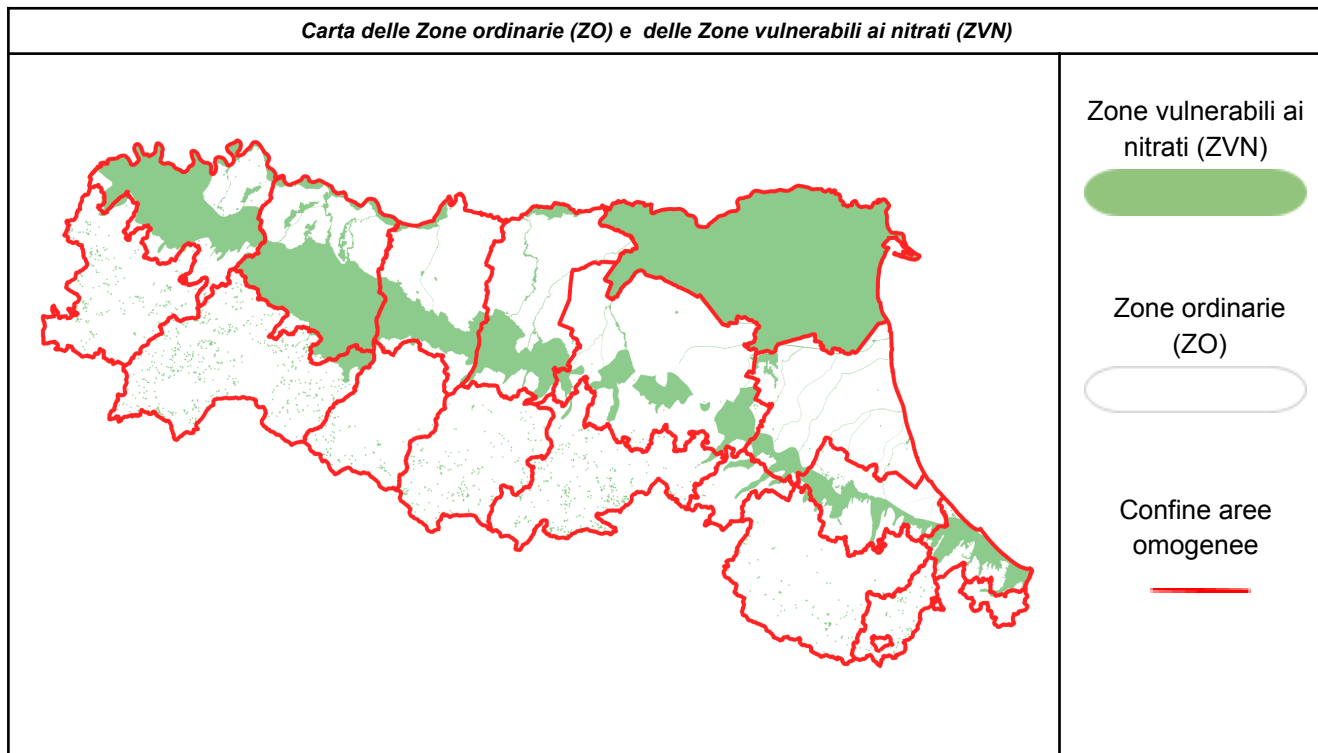 Carta delle Zone ordinarie (ZO) e delle Zone vulnerabili ai nitrati (ZVN)
Zone vulnerabili ai
nitrati (ZVN)
Zone ordinarie
(ZO)
Confine aree
omogenee